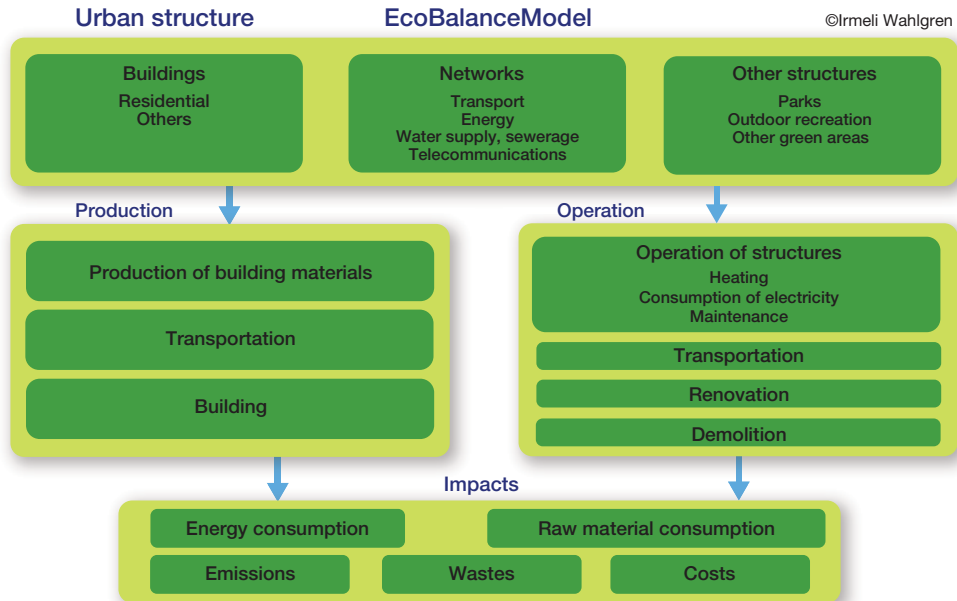 Urban structure
EcoBalanceModel
©Irmeli Wahlgren
Buildings
Residential
Others
Networks
Transport
Energy
Water supply, sewerage
Telecommunications
Other structures
Parks
Outdoor recreation
Other green areas
Production
Production of building materials
Transportation
Building
Operation
Operation of structures
Heating
Consumption of electricity
Maintenance
Transportation
Renovation
Demolition
Impacts
Energy consumption
Raw material consumption
Emissions
Wastes
Costs